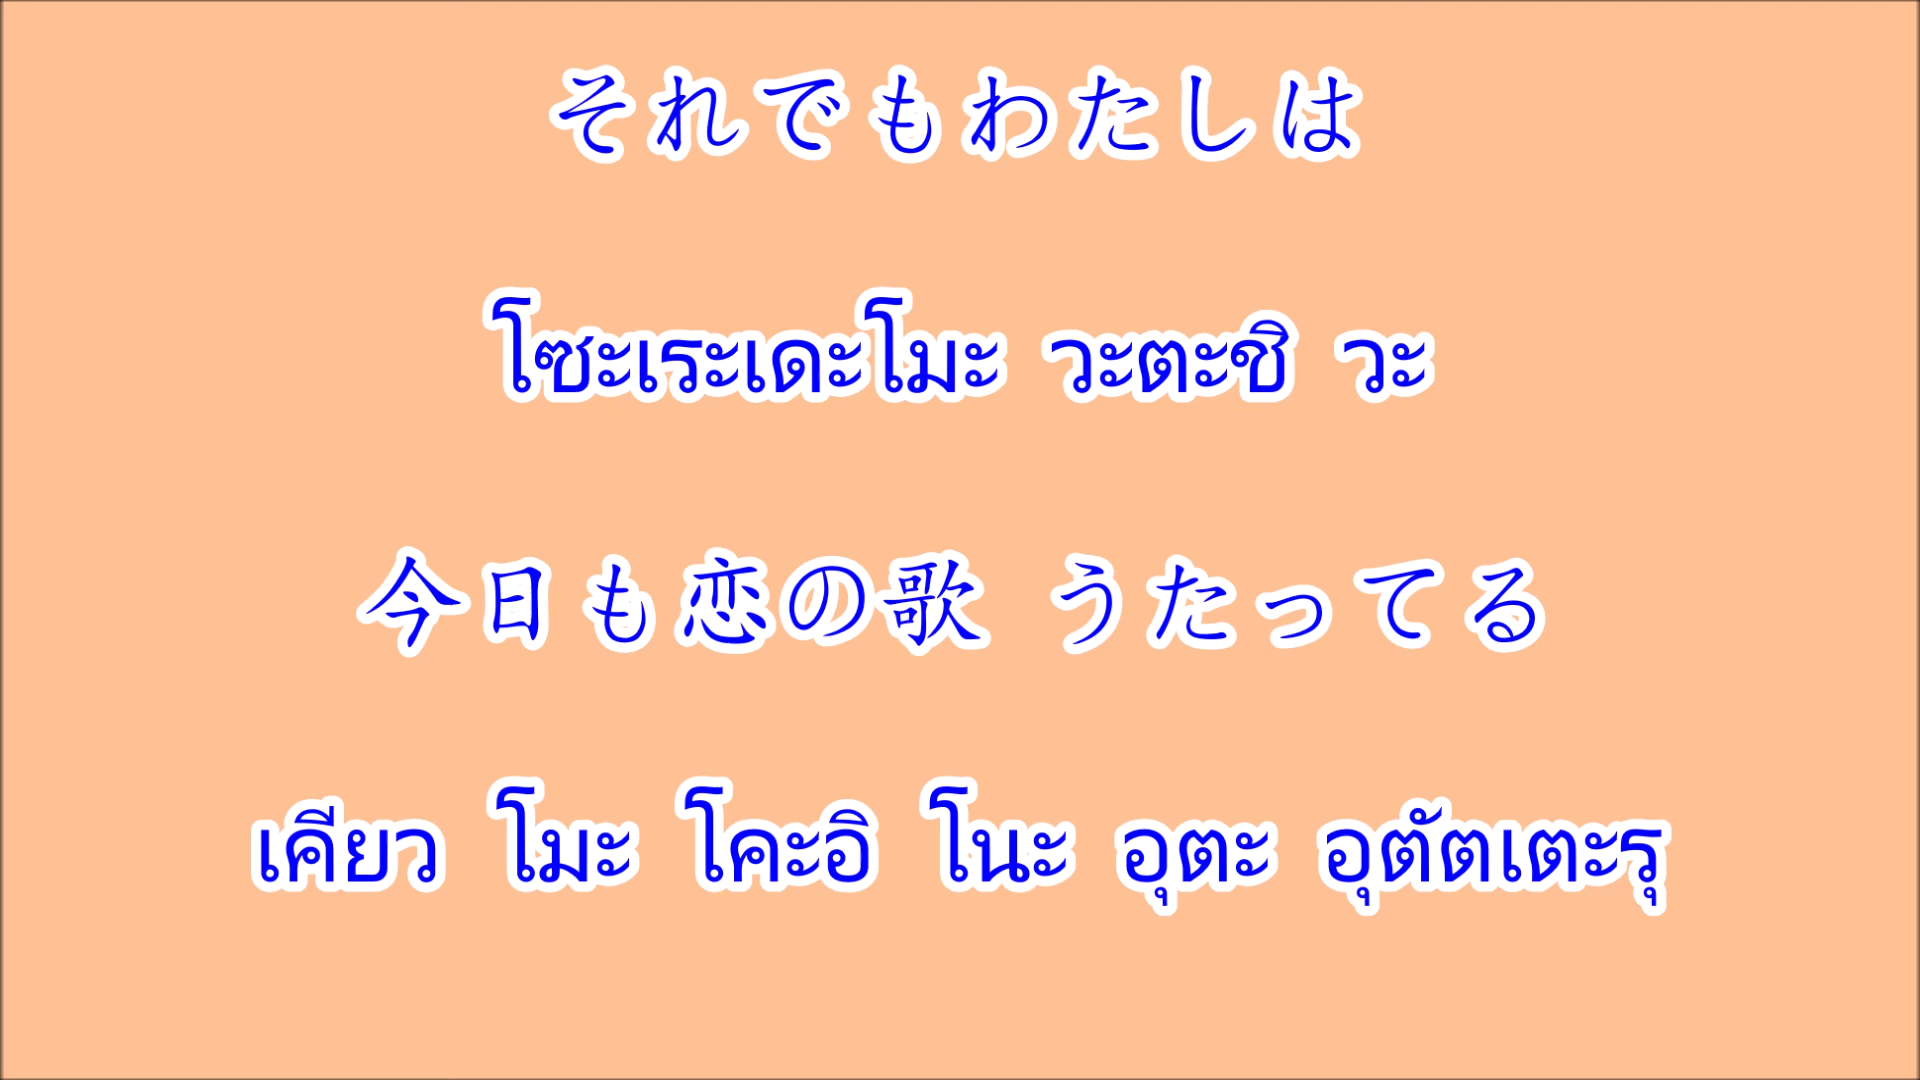 それでもわたしは
โซะเระเดะโมะ วะตะชิ วะ
今日も恋の歌 うたってる
เคียว โมะ โคะอิ โนะ อุตะ อุตัตเตะรุ